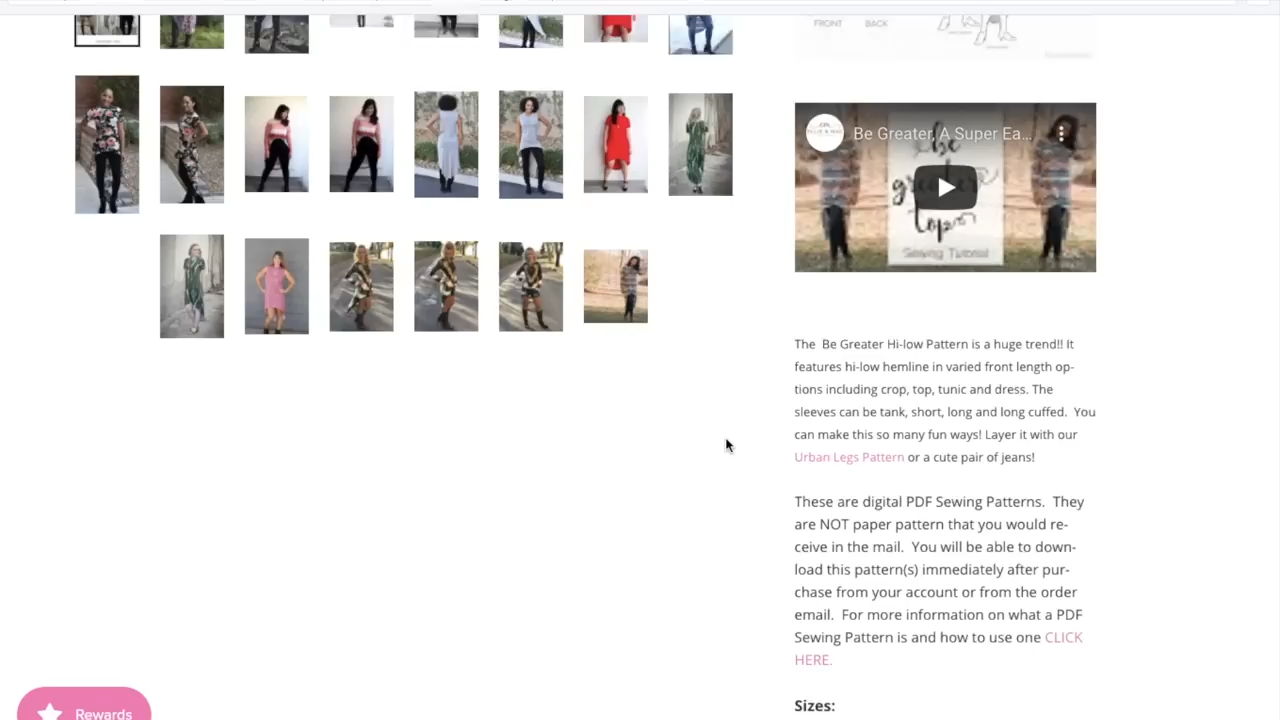 FRONT BACK
Be Greater, A Super Ea...
be
greater
top
Sewing Tutorial
The Be Greater Hi-low Pattern is a huge trend!! It
features hi-low hemline in varied front length op-
tions including crop, top, tunic and dress. The
sleeves can be tank, short, long and long cuffed. You
can make this so many fun ways! Layer it with our
Urban Legs Pattern or a cute pair of jeans!
These are digital PDF Sewing Patterns. They
are NOT paper pattern that you would re-
ceive in the mail. You will be able to down-
load this pattern(s) immediately after pur-
chase from your account or from the order
email. For more information on what a PDF
Sewing Pattern is and how to use one CLICK
HERE.
Sizes:
Rewards